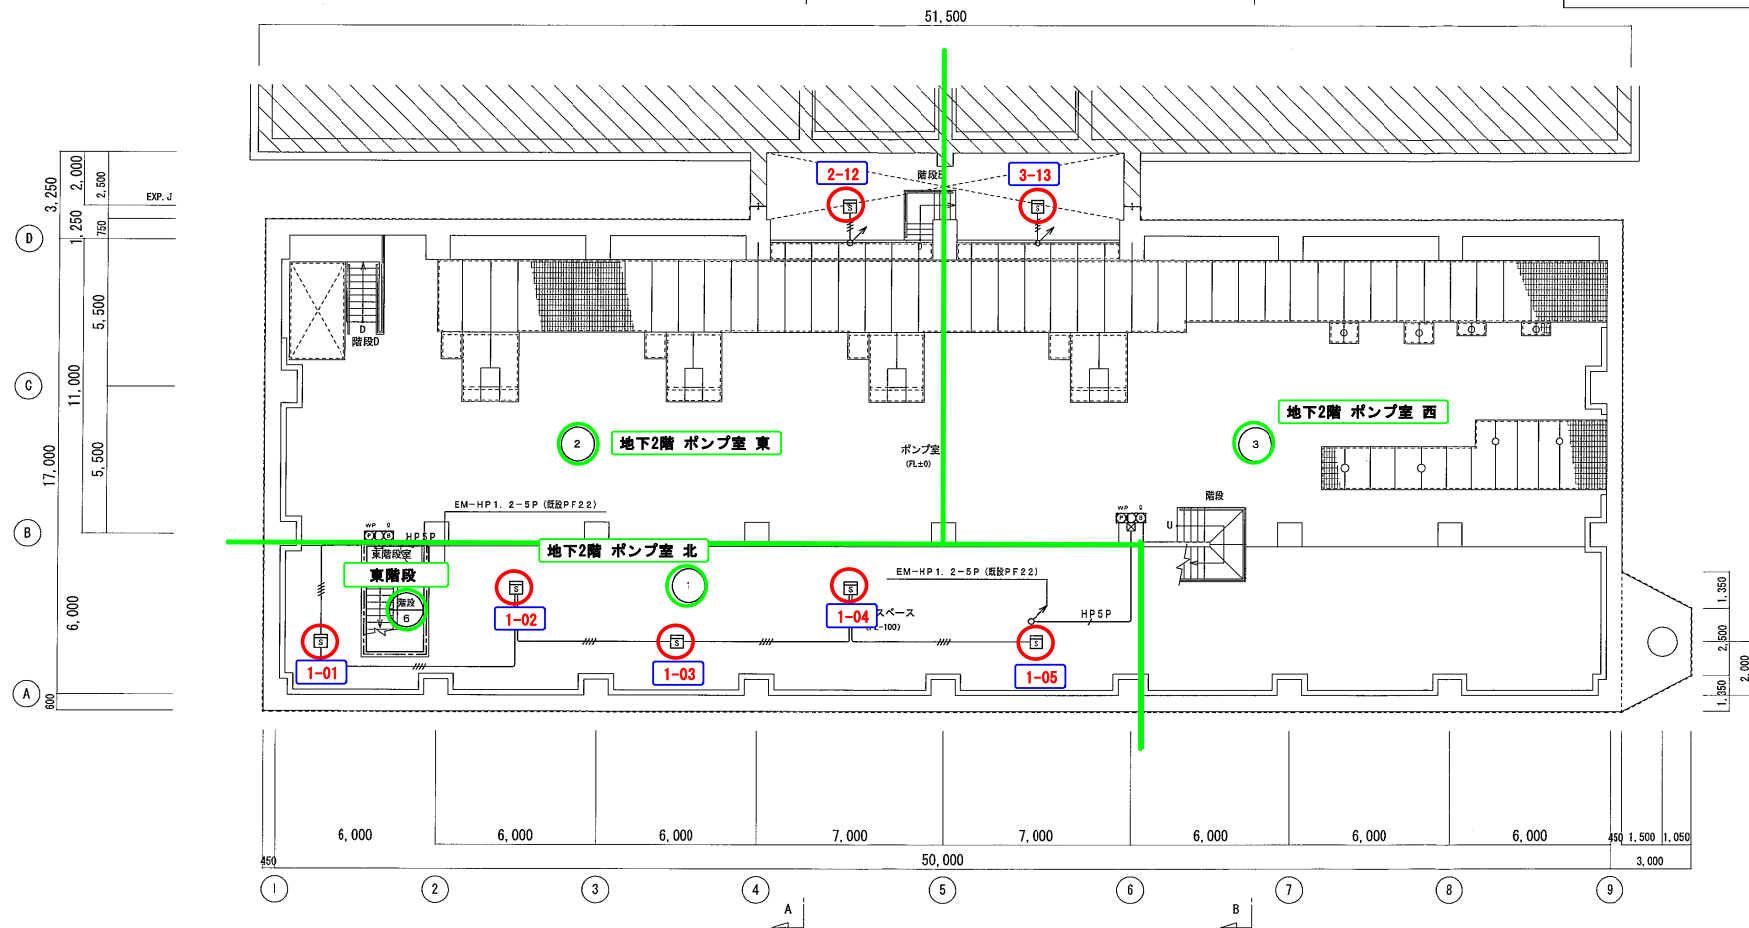 51,500
2-12
3-13
階段E
2,000
2,500
3,250
EXP.J
1,250
750
D
5,500
D
階段D
C
11,000
地下2階 ポンプ室 西
2
地下2階 ポンプ室 東
3
ポンプ室
(FL±0)
17,000
5,500
EM-HP1. 2-5P (既設PF22)
階段
WP
WP
P
B
P
B
U
B
HP5P
地下2階 ポンプ室 北
東階段室
東階段
EM-HP1. 2-5P (既設PF22)
1
階段
6
S
S
S
S
S
S
S
1-02
1-04
スペース
HP5P
6,000
1-01
1-03
1-05
A
600
1,350
2,500
2,000
1,350
6,000
6,000
6,000
7,000
7,000
6,000
6,000
6,000
450
1,500
1,050
450
50,000
3,000
1
2
3
4
5
6
7
8
9
A
B